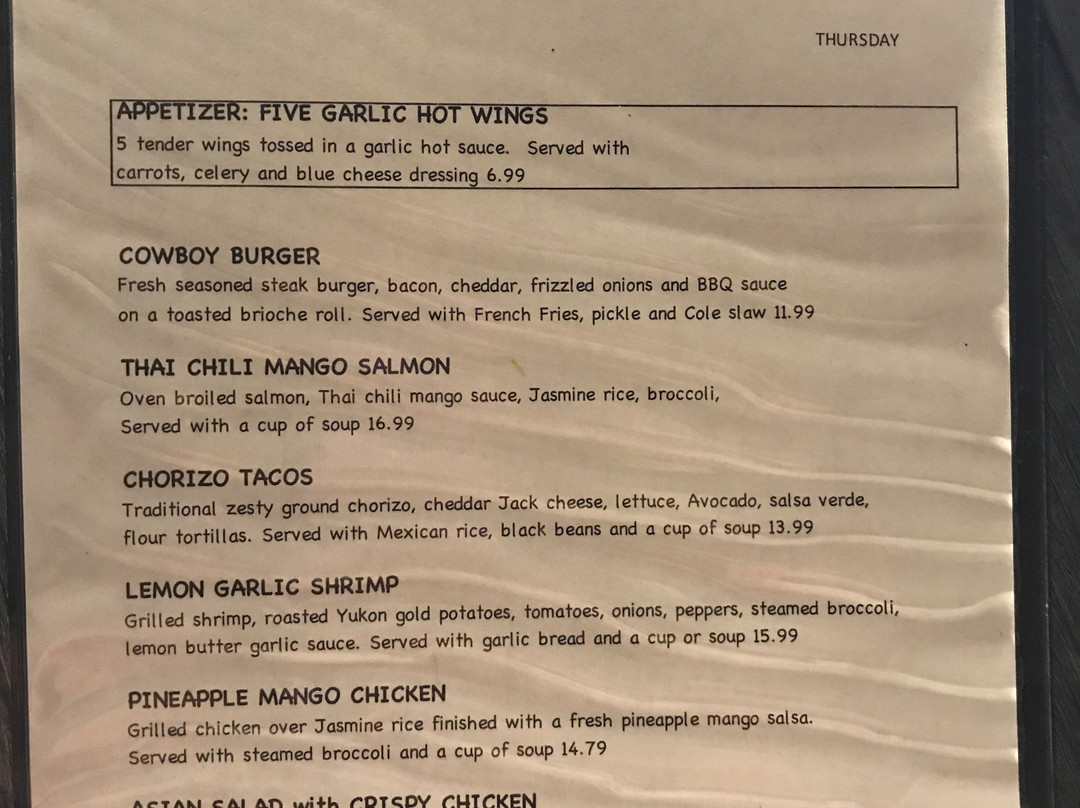 THURSDAY
APPETIZER: FIVE GARLIC HOT WINGS
5 tender wings tossed in a garlic hot sauce. Served with
carrots, celery and blue cheese dressing 6.99
COWBOY BURGER
Fresh seasoned steak burger, bacon, cheddar, frizzled onions and BBQ sauce
on a toasted brioche roll. Served with French Fries, pickle and Cole slaw 11.99
THAI CHILI MANGO SALMON
Oven broiled salmon, Thai chili mango sauce, Jasmine rice, broccoli,
Served with a cup of soup 16.99
CHORIZO TACOS
Traditional zesty ground chorizo, cheddar Jack cheese, lettuce, Avocado, salsa verde,
flour tortillas. Served with Mexican rice, black beans and a cup of soup 13.99
LEMON GARLIC SHRIMP
Grilled shrimp, roasted Yukon gold potatoes, tomatoes, onions, peppers, steamed broccoli,
lemon butter garlic sauce. Served with garlic bread and a cup or soup 15.99
PINEAPPLE MANGO CHICKEN
Grilled chicken over Jasmine rice finished with a fresh pineapple mango salsa.
Served with steamed broccoli and a cup of soup 14.79
ASIAN SALAD with CRISPY CHICKEN